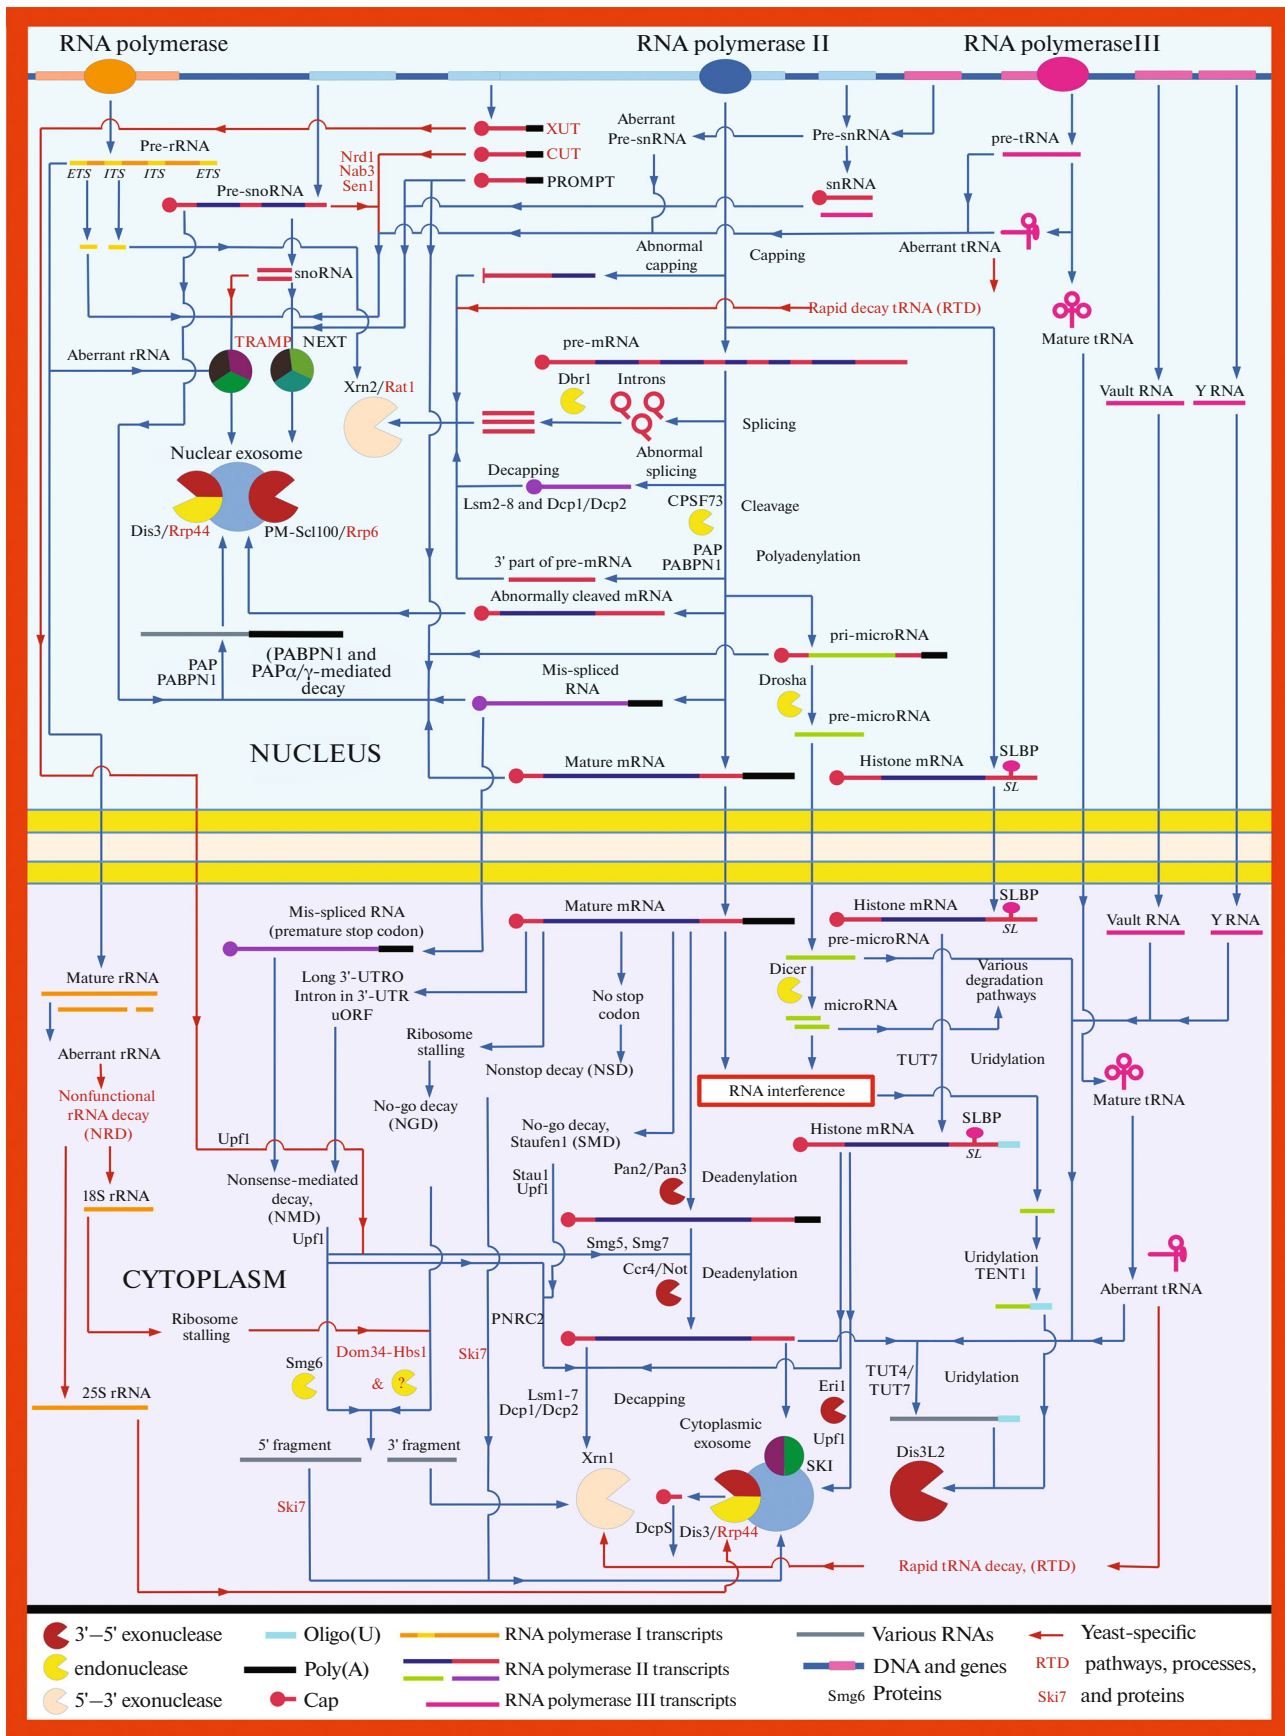 RNA polymerase
RNA polymerase II
RNA polymeraseIII
XUT
Aberrant
Pre-snRNA
Pre-snRNA
pre-tRNA
Pre-rRNA
ETS
ITS
ITS
ETS
Nrd1
Nab3
Sen1
CUT
PROMPT
snRNA
Pre-snoRNA
Abnormal
capping
Capping
Aberrant tRNA
snoRNA
Rapid decay tRNA (RTD)
Mature tRNA
TRAMP
NEXT
Aberrant rRNA
pre-mRNA
Xrn2/Rat1
Dbr1
Introns
Vault RNA
Y RNA
Splicing
Nuclear exosome
Abnormal
splicing
Decapping
Lsm2-8 and Dcp1/Dcp2
CPSF73
Cleavage
Dis3/Rrp44
PM-Scl100/Rrp6
PAP
PABPN1
Polyadenylation
3' part of pre-mRNA
Abnormally cleaved mRNA
pri-microRNA
PAP
PABPN1
(PABPN1 and
PAPα/γ-mediated
decay
Mis-spliced
RNA
Drosha
pre-microRNA
NUCLEUS
Mature mRNA
Histone mRNA
SLBP
SL
Mis-spliced RNA
(premature stop codon)
Mature mRNA
Histone mRNA
SLBP
SL
Vault RNA
Y RNA
pre-microRNA
Mature rRNA
Long 3'-UTRO
Intron in 3'-UTR
uORF
No stop
codon
Dicer
microRNA
Various
degradation
pathways
Aberrant rRNA
Ribosome
stalling
Nonstop decay (NSD)
TUT7
Uridylation
Nonfunctional
rRNA decay
(NRD)
No-go decay
(NGD)
RNA interference
Mature tRNA
Upf1
No-go decay,
Staufen1 (SMD)
Histone mRNA
SLBP
SL
Nonsense-mediated
decay,
(NMD)
Upf1
Stau1
Upf1
Pan2/Pan3
Deadenylation
18S rRNA
Smg5, Smg7
Ccr4/Not
Deadenylation
Uridylation
TENT1
Aberrant tRNA
CYTOPLASM
Ribosome
stalling
PNRC2
Dom34-Hbs1
& ?
Ski7
Smg6
25S rRNA
Lsm1-7
Dcp1/Dcp2
Decapping
Eri1
TUT4/
TUT7
Uridylation
5' fragment
3' fragment
Xrn1
Cytoplasmic
exosome
Upf1
SKI
Dis3L2
Ski7
DcpS
Dis3/Rrp44
Rapid tRNA decay, (RTD)
3'–5' exonuclease
Oligo(U)
RNA polymerase I transcripts
Various RNAs
Yeast-specific
endonuclease
Poly(A)
RNA polymerase II transcripts
DNA and genes
RTD
pathways, processes,
5'–3' exonuclease
Cap
RNA polymerase III transcripts
Smg6
Proteins
Ski7
and proteins